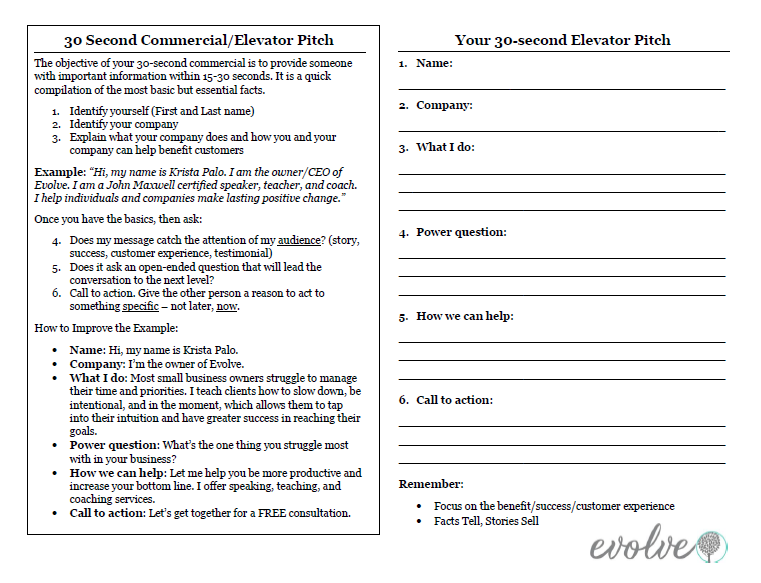 30 Second Commercial/Elevator Pitch
The objective of your 30-second commercial is to provide someone
with important information within 15-30 seconds. It is a quick
compilation of the most basic but essential facts.
1. Identify yourself (First and Last name)
2. Identify your company
3. Explain what your company does and how you and your
company can help benefit customers
Example: “Hi, my name is Krista Palo. I am the owner/CEO of
Evolve. I am a John Maxwell certified speaker, teacher, and coach.
I help individuals and companies make lasting positive change.”
Once you have the basics, then ask:
4. Does my message catch the attention of my audience? (story,
success, customer experience, testimonial)
5. Does it ask an open-ended question that will lead the
conversation to the next level?
6. Call to action. Give the other person a reason to act to
something specific – not later, now.
How to Improve the Example:
• Name: Hi, my name is Krista Palo.
• Company: I’m the owner of Evolve.
• What I do: Most small business owners struggle to manage
their time and priorities. I teach clients how to slow down, be
intentional, and in the moment, which allows them to tap
into their intuition and have greater success in reaching their
goals.
• Power question: What’s the one thing you struggle most
with in your business?
• How we can help: Let me help you be more productive and
increase your bottom line. I offer speaking, teaching, and
coaching services.
• Call to action: Let’s get together for a FREE consultation.
Your 30-second Elevator Pitch
1. Name:
2. Company:
3. What I do:
4. Power question:
5. How we can help:
6. Call to action:
Remember:
• Focus on the benefit/success/customer experience
• Facts Tell, Stories Sell
evolve